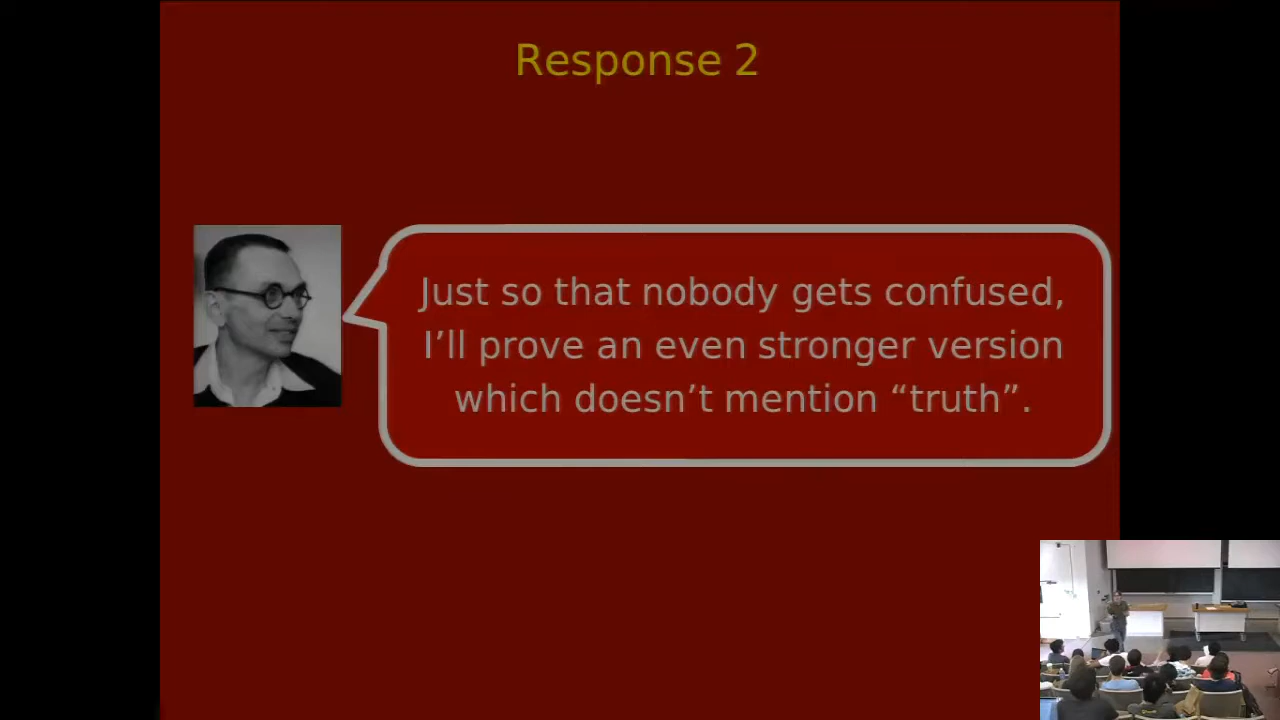 Response 2
Just so that nobody gets confused,
I’ll prove an even stronger version
which doesn’t mention “truth”.